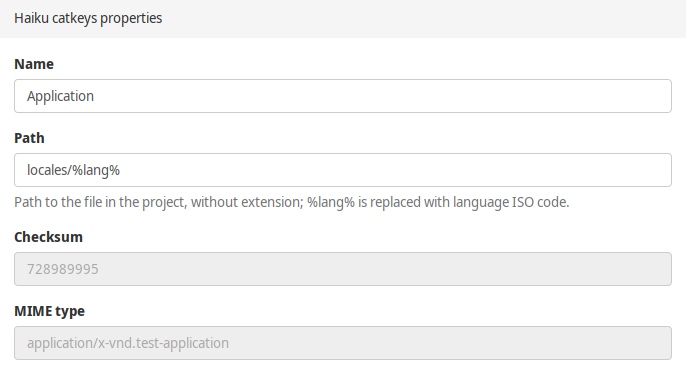 Haiku catkeys properties
Name
Application
Path
locales/%lang%
Path to the file in the project, without extension; %lang% is replaced with language ISO code.
Checksum
728989995
MIME type
application/x-vnd.test-application